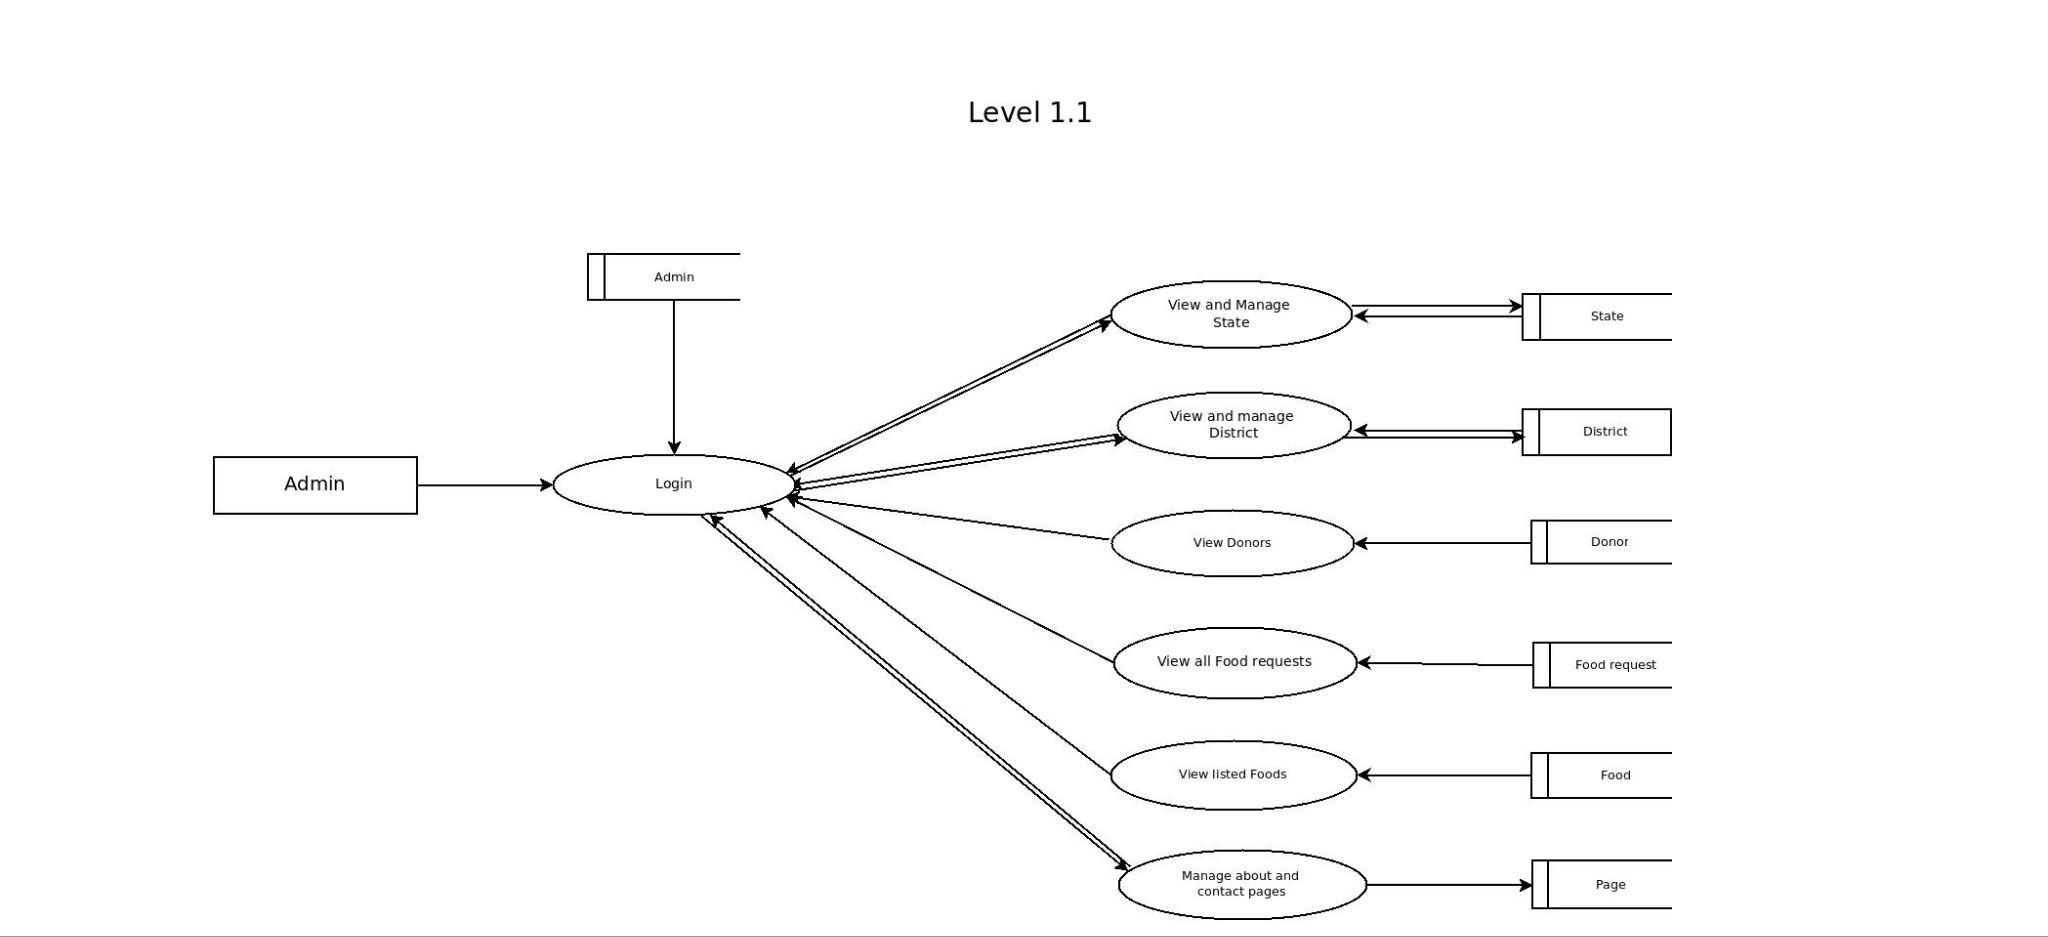 Level 1.1
Admin
View and Manage
State
State
View and manage
District
District
Admin
Login
View Donors
Donor
View all Food requests
Food request
View listed Foods
Food
Manage about and
contact pages
Page